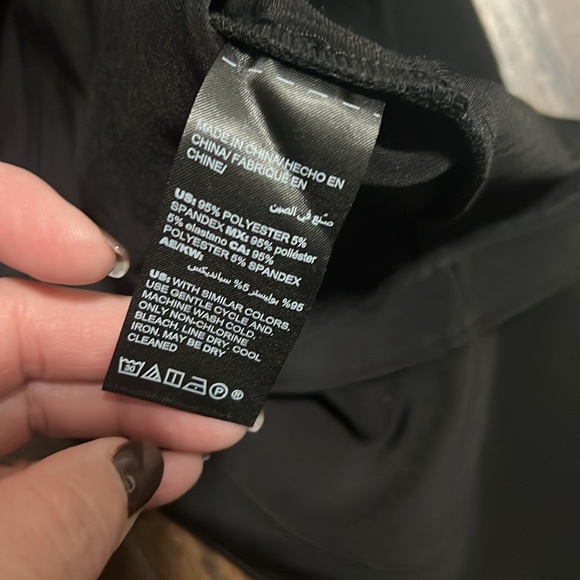 MADE IN CHINA/ HECHO EN
CHINA/ FABRIQUÉ EN
CHINE/
صنع في الصين
US: 95% POLYESTER 5%
SPANDEX MX: 95% poliéster
5% elastano CA: 95%
POLYESTER 5% SPANDEX
AE/KW:
95% بوليستر 5% سباندكس
US: WITH SIMILAR COLORS.
USE GENTLE CYCLE AND
MACHINE WASH COLD.
ONLY NON-CHLORINE
BLEACH, LINE DRY. COOL
IRON, MAY BE DRY
CLEANED
30 P ®